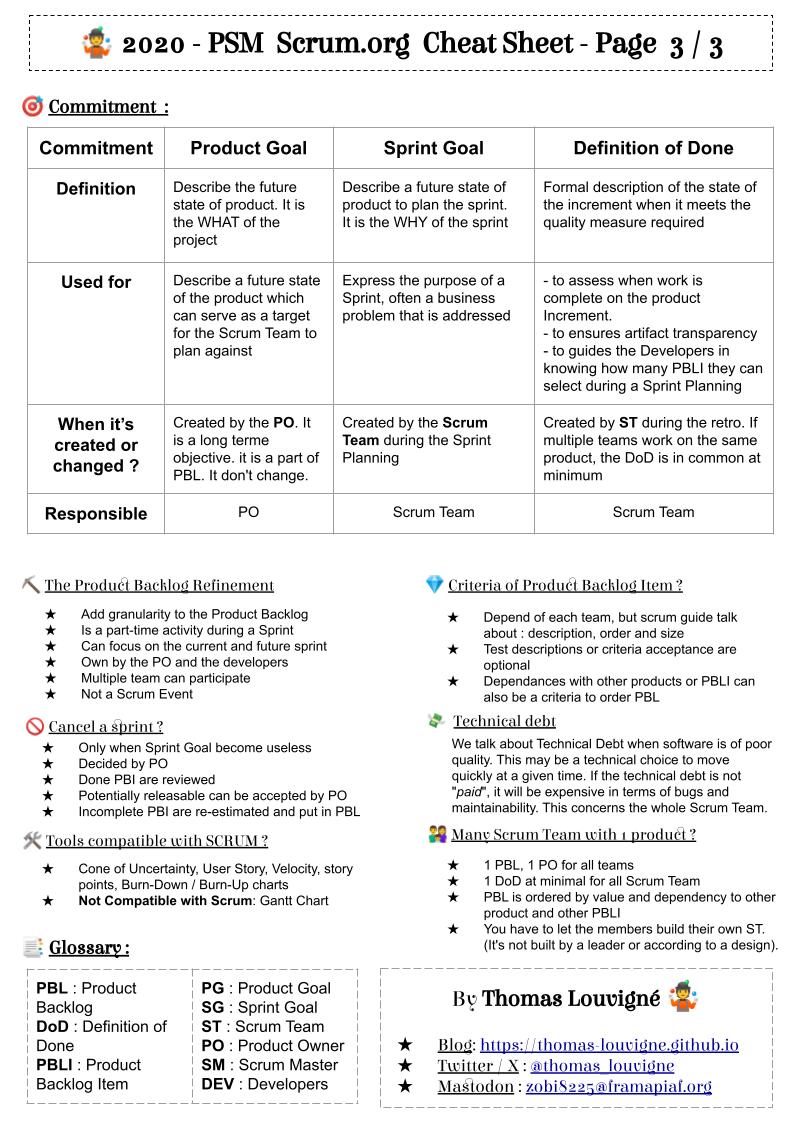 2020 - PSM Scrum.org Cheat Sheet - Page 3 / 3
Commitment :
Commitment
Product Goal
Sprint Goal
Definition of Done
Definition
Describe the future
state of product. It is
the WHAT of the
project
Describe a future state of
product to plan the sprint.
It is the WHY of the sprint
Formal description of the state of
the increment when it meets the
quality measure required
Used for
Describe a future state
of the product which
can serve as a target
for the Scrum Team to
plan against
Express the purpose of a
Sprint, often a business
problem that is addressed
- to assess when work is
complete on the product
Increment.
- to ensures artifact transparency
- to guides the Developers in
knowing how many PBLI they can
select during a Sprint Planning
When it's
created or
changed ?
Created by the PO. It
is a long terme
objective. it is a part of
PBL. It don't change.
Created by the Scrum
Team during the Sprint
Planning
Created by ST during the retro. If
multiple teams work on the same
product, the DoD is in common at
minimum
Responsible
PO
Scrum Team
Scrum Team
The Product Backlog Refinement
★ Add granularity to the Product Backlog
★ Is a part-time activity during a Sprint
★ Can focus on the current and future sprint
★ Own by the PO and the developers
★ Multiple team can participate
★ Not a Scrum Event
Cancel a sprint ?
★ Only when Sprint Goal become useless
★ Decided by PO
★ Done PBI are reviewed
★ Potentially releasable can be accepted by PO
★ Incomplete PBI are re-estimated and put in PBL
Tools compatible with SCRUM ?
★ Cone of Uncertainty, User Story, Velocity, story
points, Burn-Down / Burn-Up charts
★ Not Compatible with Scrum: Gantt Chart
Criteria of Product Backlog Item ?
★ Depend of each team, but scrum guide talk
about : description, order and size
★ Test descriptions or criteria acceptance are
optional
★ Dependances with other products or PBLI can
also be a criteria to order PBL
Technical debt
We talk about Technical Debt when software is of poor
quality. This may be a technical choice to move
quickly at a given time. If the technical debt is not
"paid", it will be expensive in terms of bugs and
maintainability. This concerns the whole Scrum Team.
Many Scrum Team with 1 product ?
★ 1 PBL, 1 PO for all teams
★ 1 DoD at minimal for all Scrum Team
★ PBL is ordered by value and dependency to other
product and other PBLI
★ You have to let the members build their own ST.
(It's not built by a leader or according to a design).
Glossary :
PBL : Product
Backlog
DoD : Definition of
Done
PBLI : Product
Backlog Item
PG : Product Goal
SG : Sprint Goal
ST : Scrum Team
PO : Product Owner
SM : Scrum Master
DEV : Developers
By Thomas Louvigné
★ Blog: https://thomas-louvigne.github.io
★ Twitter / X : @thomas_louvigne
★ Mastodon : zobi8225@framapiaf.org